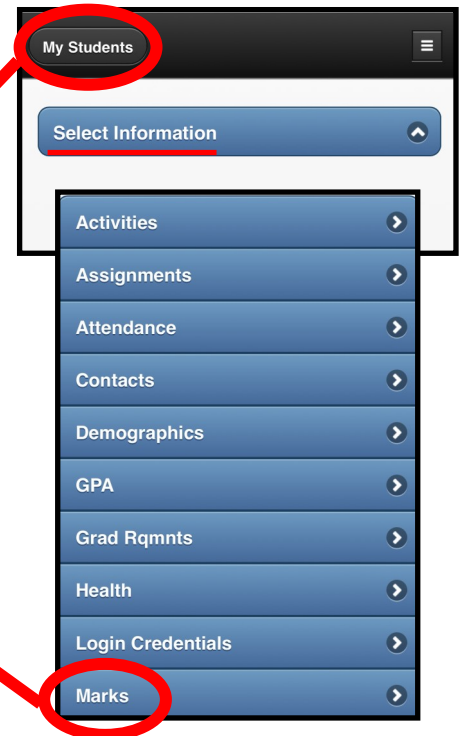 My Students
Select Information
Activities
Assignments
Attendance
Contacts
Demographics
GPA
Grad Rqmnts
Health
Login Credentials
Marks